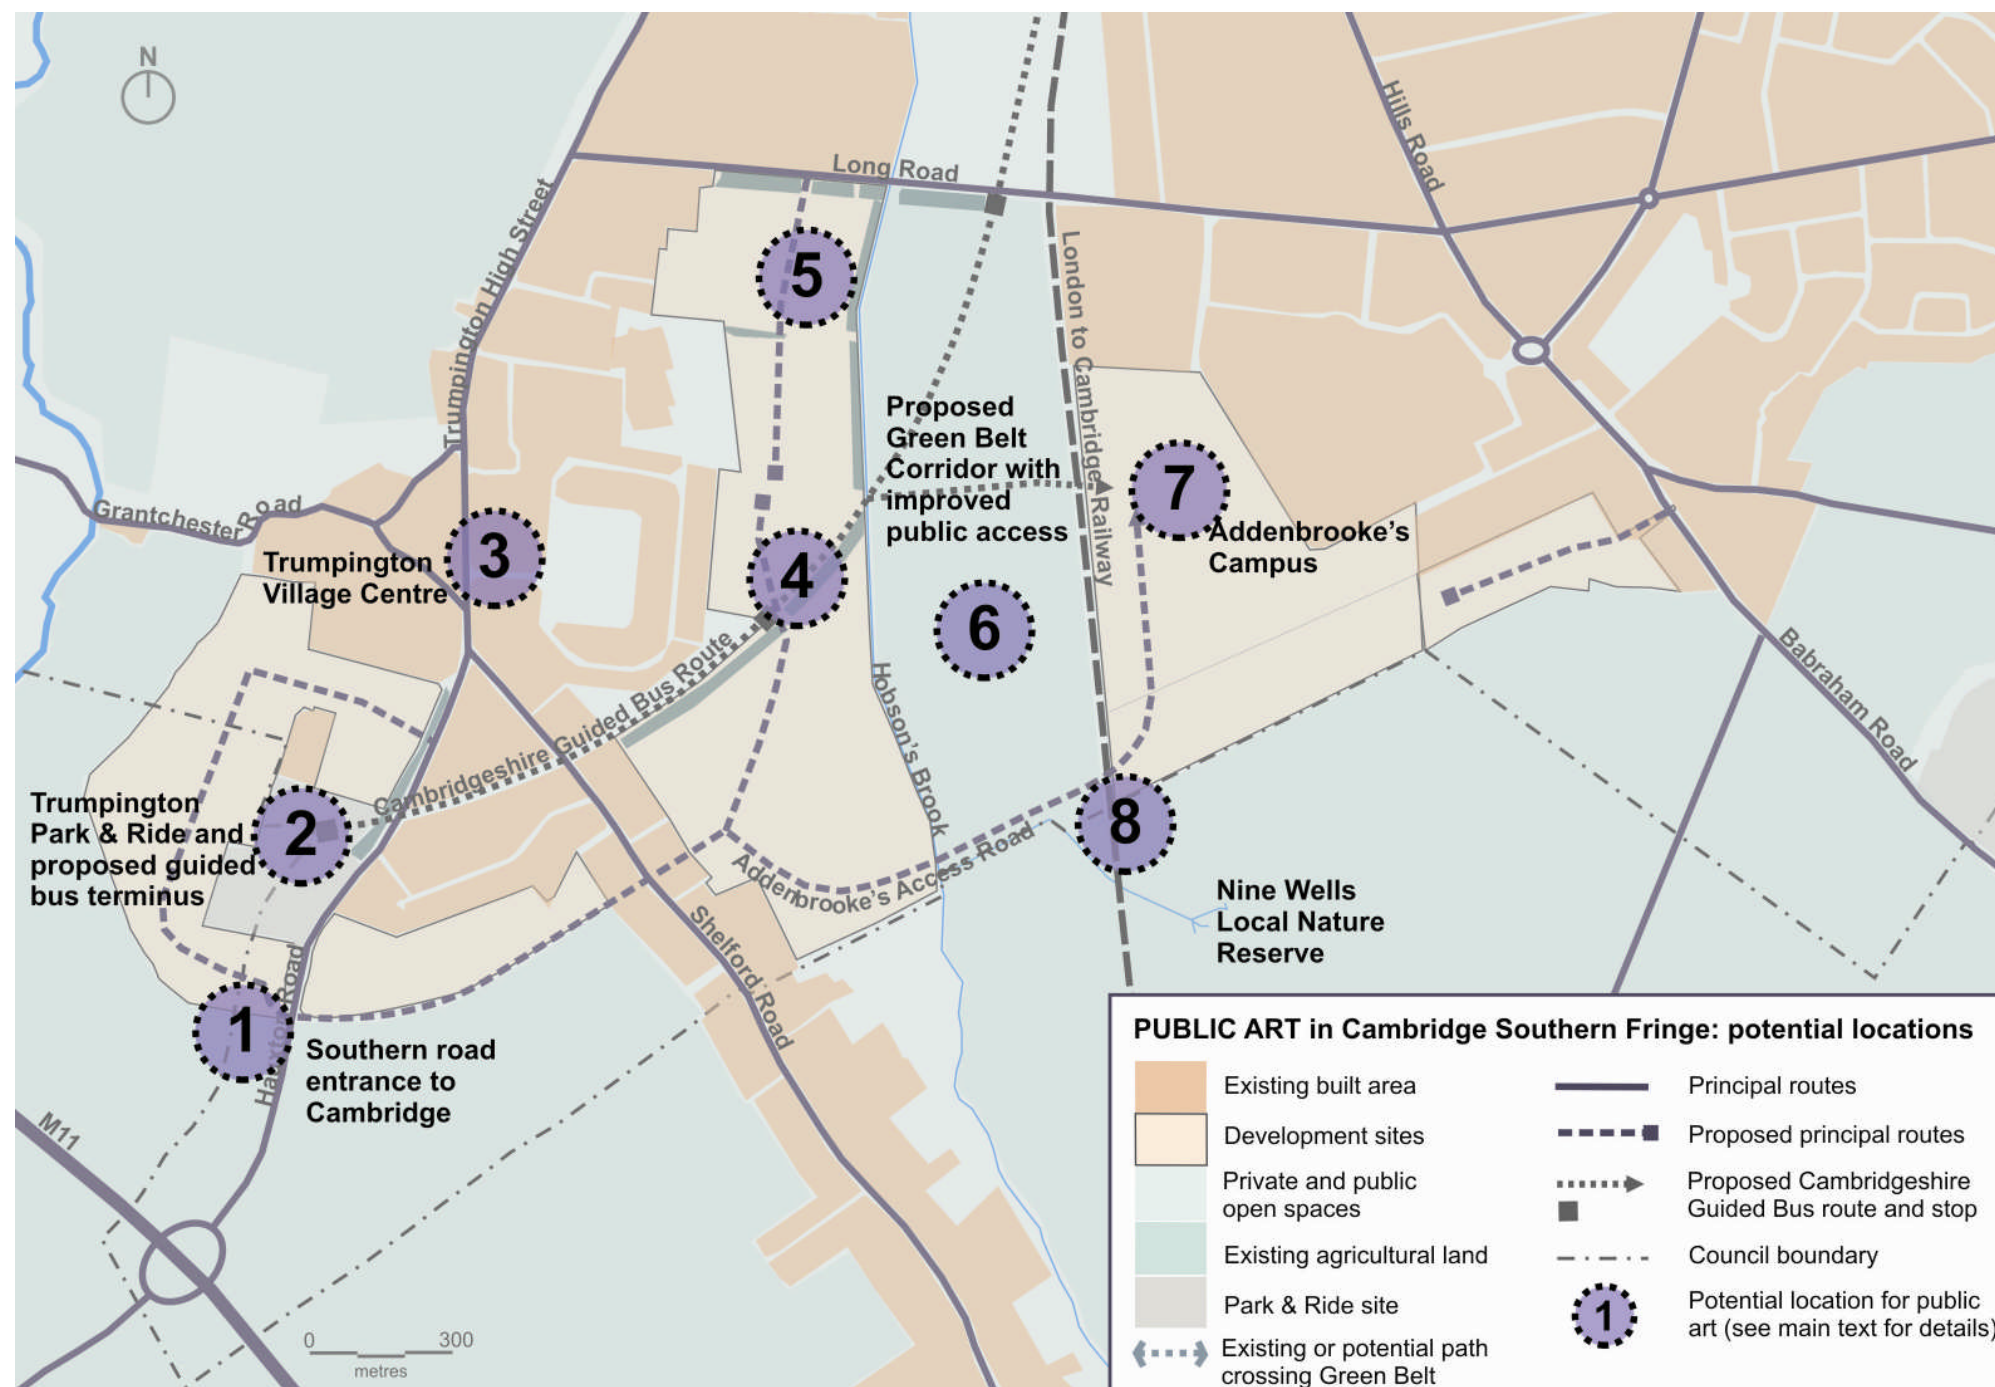 N
Long Road
Hills Road
Trumpington High Street
London to Cambridge Railway
5
Proposed
Green Belt
Corridor with
improved
public access
7
Addenbrooke's
Campus
Grantchester Road
3
Trumpington
Village Centre
4
6
Cambridgeshire Guided Bus Route
Hobson's Brook
Babraham Road
Trumpington
Park & Ride and
proposed guided
bus terminus
2
8
Addenbrooke's Access Road
Nine Wells
Local Nature
Reserve
Shelford Road
1
Hauxton Road
Southern road
entrance to
Cambridge
M11
0 300
metres
PUBLIC ART in Cambridge Southern Fringe: potential locations
Existing built area
Development sites
Private and public
open spaces
Existing agricultural land
Park & Ride site
Existing or potential path
crossing Green Belt
Principal routes
Proposed principal routes
Proposed Cambridgeshire
Guided Bus route and stop
Council boundary
1
Potential location for public
art (see main text for details)